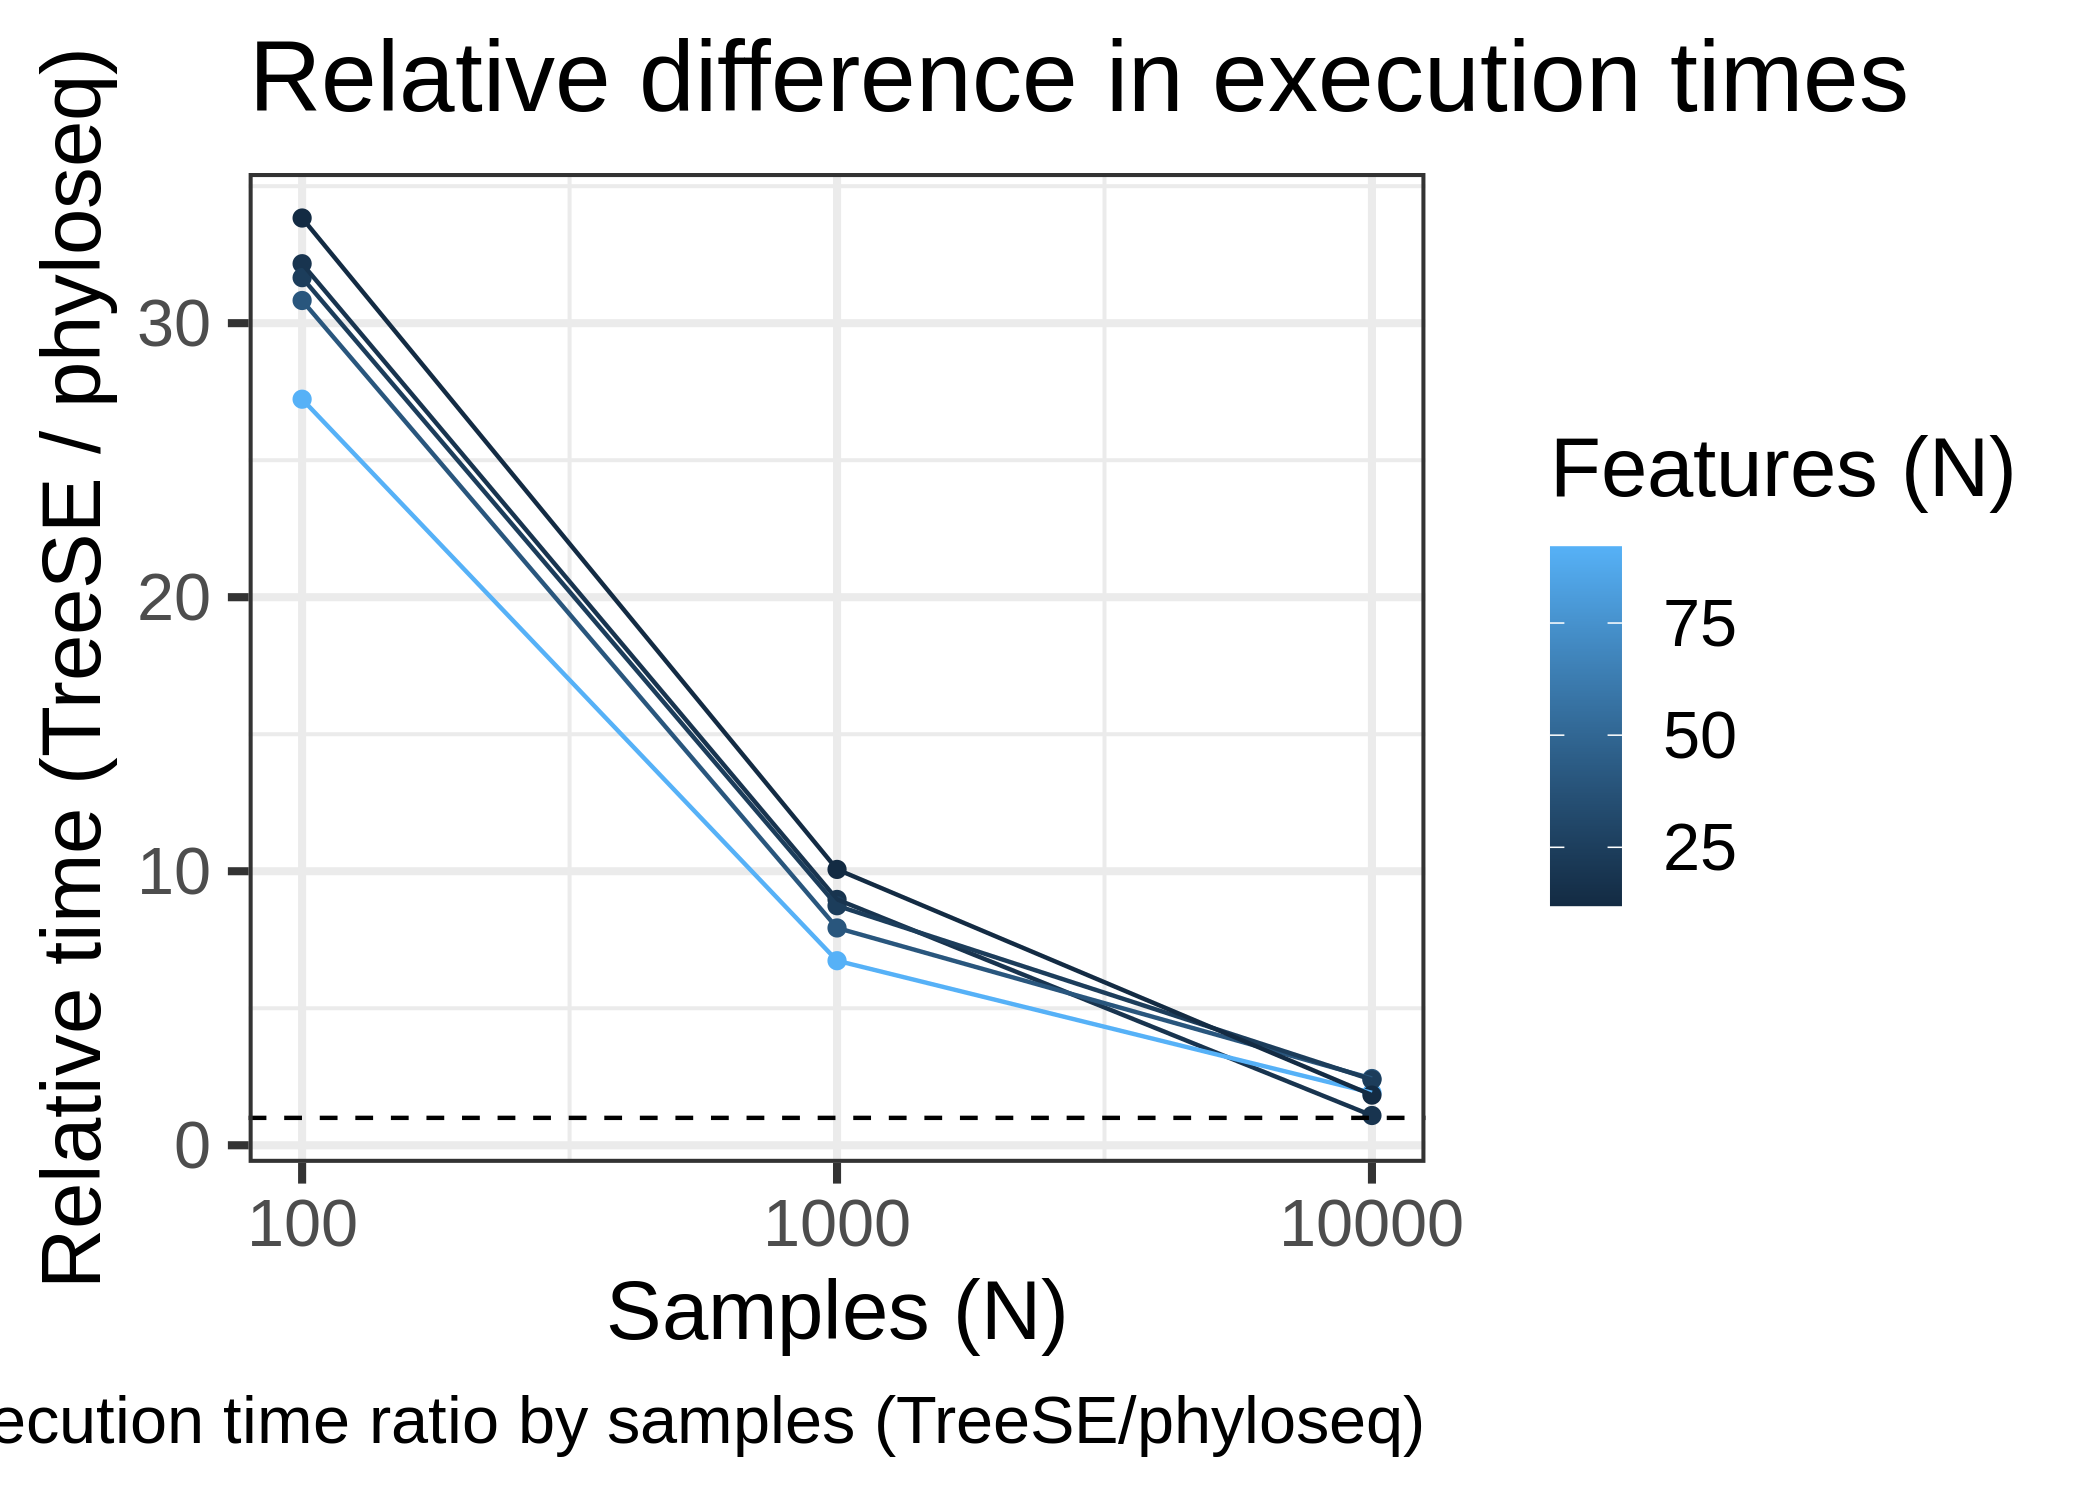 Relative difference in execution times
Relative time (TreeSE / phyloseq)
30
20
10
0
100 1000 10000
Samples (N)
Features (N)
75
50
25
ecution time ratio by samples (TreeSE/phyloseq)